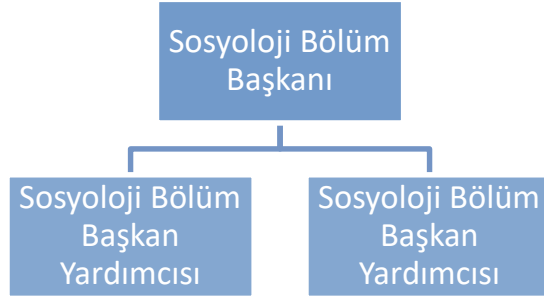 Sosyoloji Bölüm
Başkanı
Sosyoloji Bölüm
Başkan
Yardımcısı
Sosyoloji Bölüm
Başkan
Yardımcısı